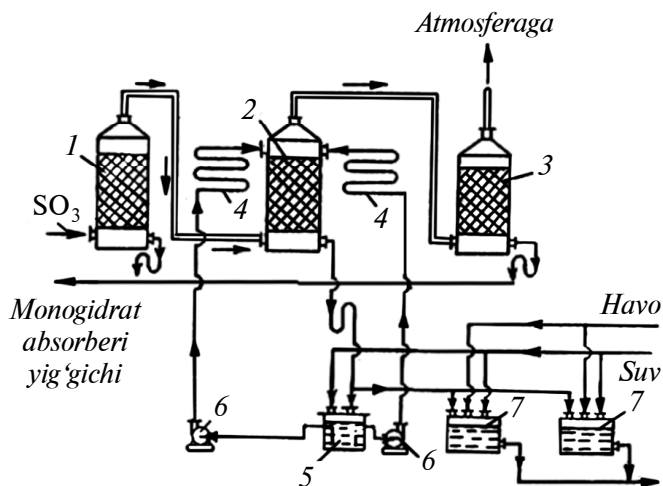 Atmosferaga
1
2
3
SO₃
4
4
Monogidrat
absorberi
yig‘gichi
Havo
Suv
6
5
6
7
7